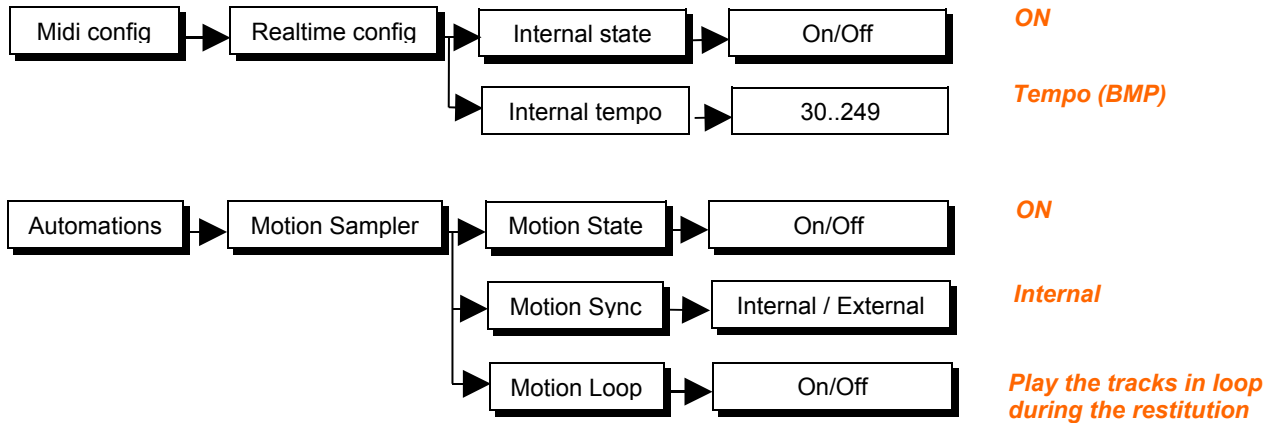 Midi config Realtime config Internal state On/Off ON
Internal tempo 30..249 Tempo (BMP)
Automations Motion Sampler Motion State On/Off ON
Motion Sync Internal / External Internal
Motion Loop On/Off Play the tracks in loop
during the restitution